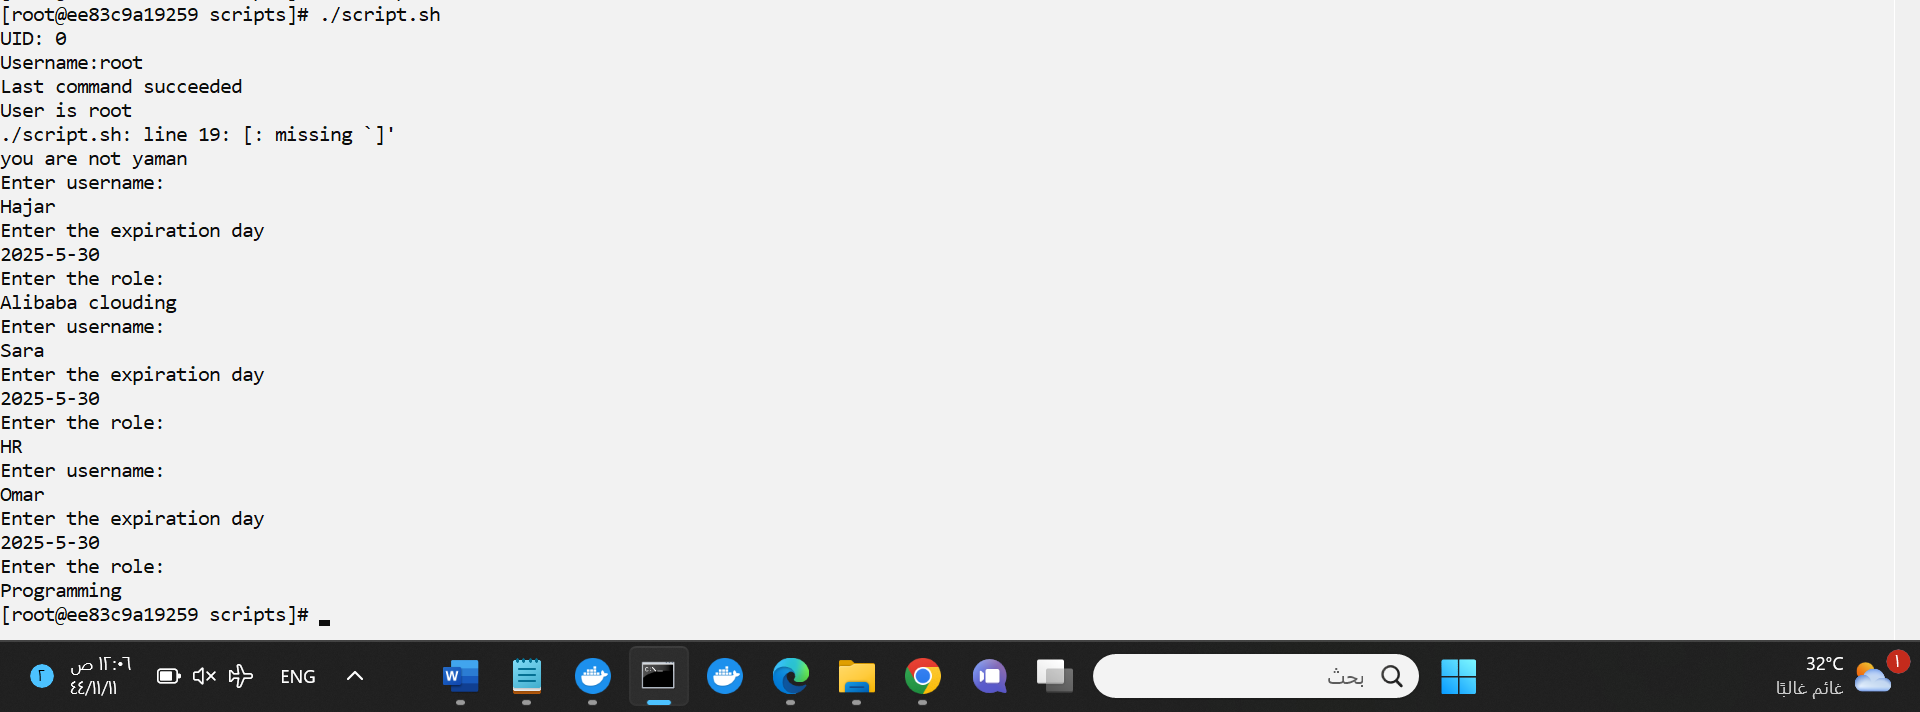 [root@ee83c9a19259 scripts]# ./script.sh
UID: 0
Username:root
Last command succeeded
User is root
./script.sh: line 19: [: missing `]'
you are not yaman
Enter username:
Hajar
Enter the expiration day
2025-5-30
Enter the role:
Alibaba clouding
Enter username:
Sara
Enter the expiration day
2025-5-30
Enter the role:
HR
Enter username:
Omar
Enter the expiration day
2025-5-30
Enter the role:
Programming
[root@ee83c9a19259 scripts]#
٢
١٢:٠٦ ص
٤٤/١١/١١
ENG
W
بحث
32°C
غائم غالبًا
١